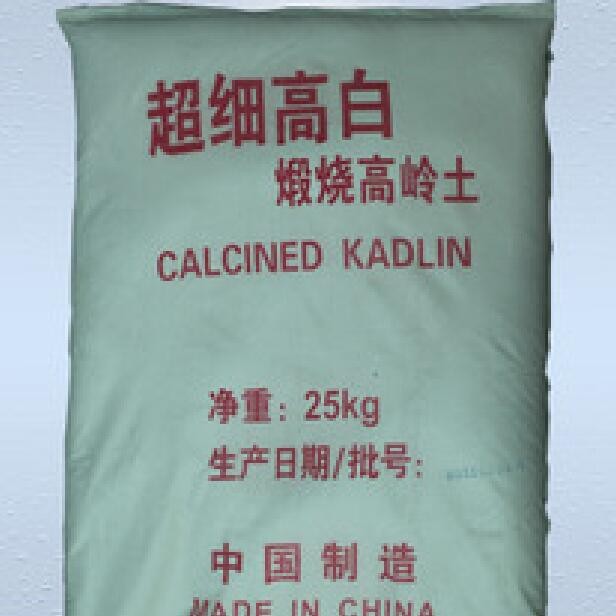 超细高白
煅烧高岭土
CALCINED KADLIN
净重：25kg
生产日期/批号：
中国制造
MADE IN CHINA